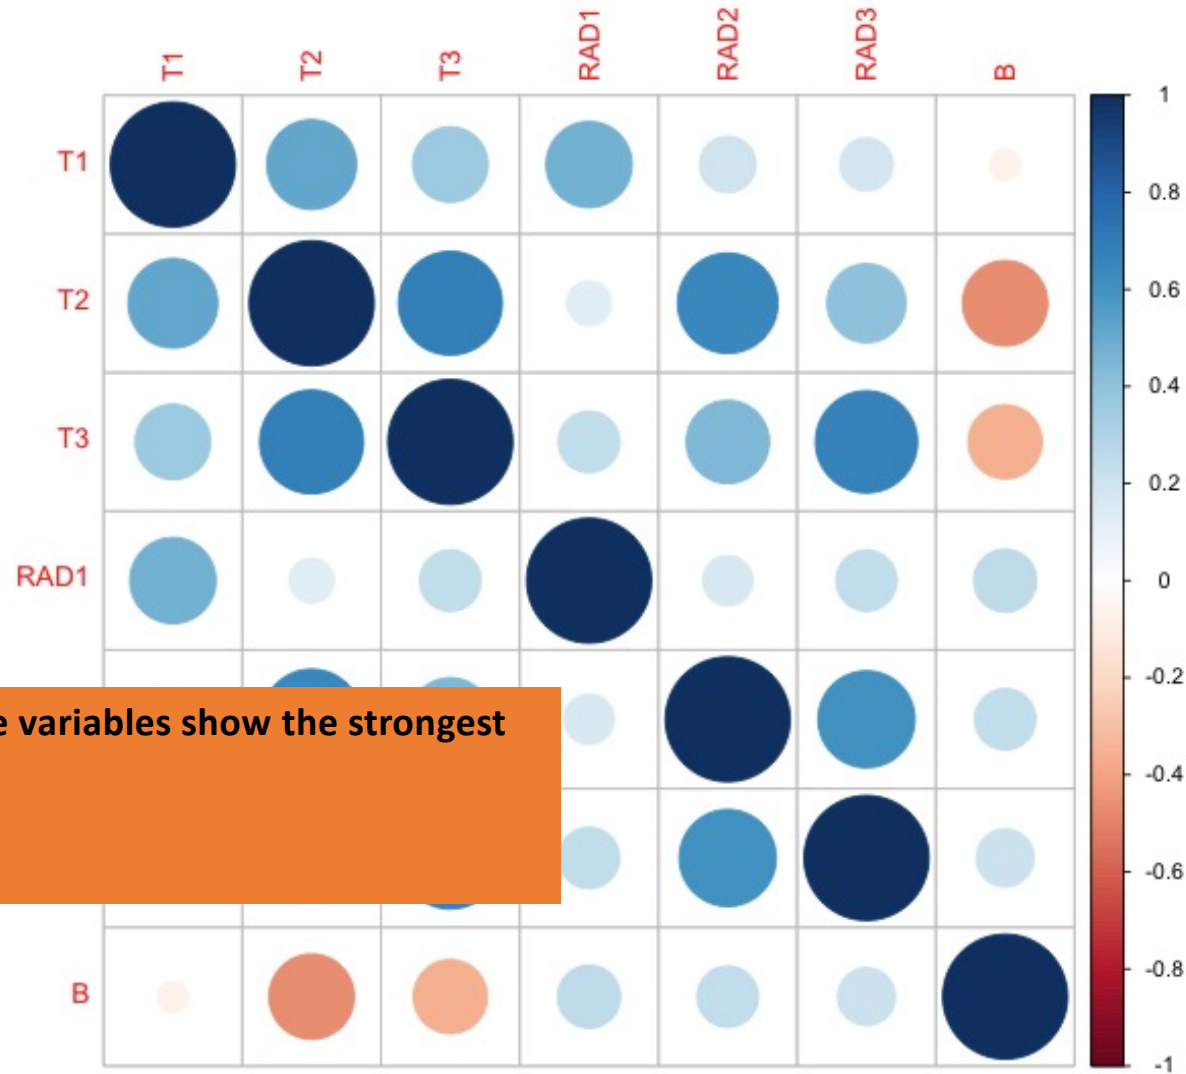 T1 T2 T3 RAD1 RAD2 RAD3 B
1
T1
0.8
T2
0.6
0.4
T3
0.2
RAD1
0
-0.2
variables show the strongest
-0.4
-0.6
-0.8
B
-1